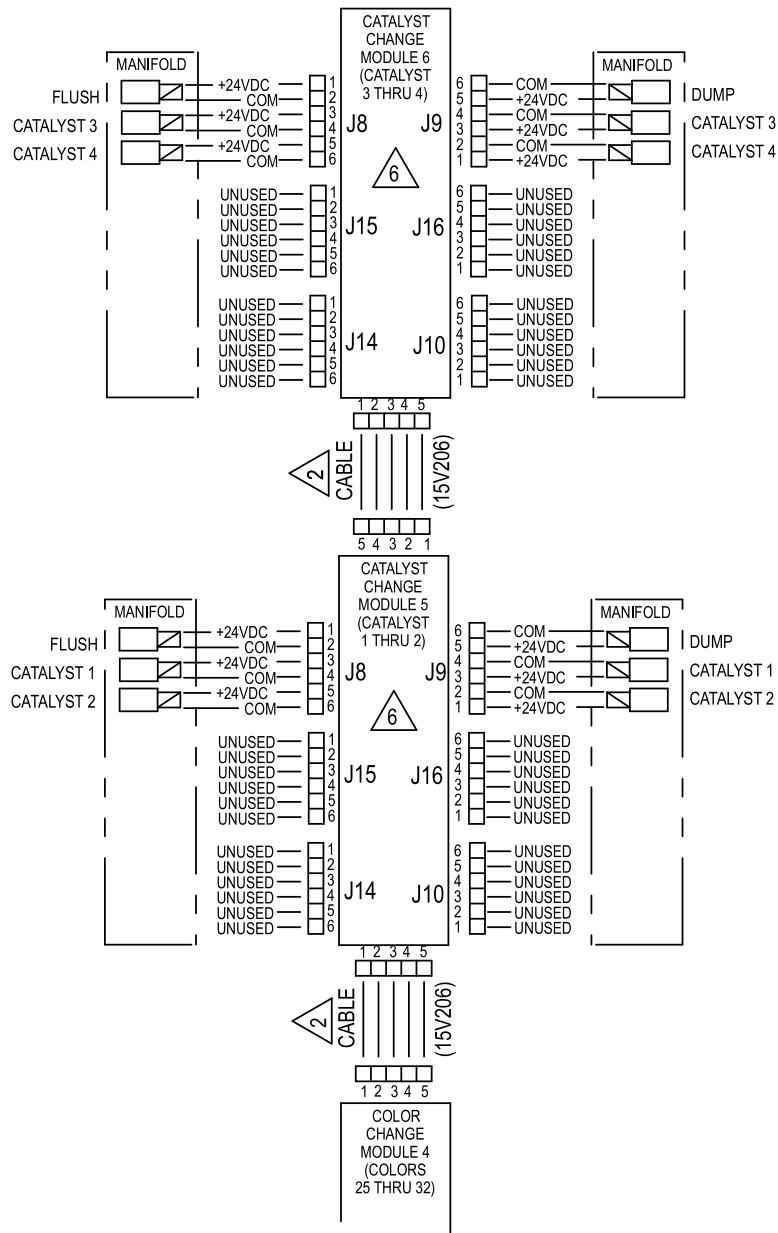 CATALYST
CHANGE
MODULE 6
(CATALYST
3 THRU 4)
MANIFOLD
FLUSH
CATALYST 3
CATALYST 4
+24VDC 1
COM 2
+24VDC 3
COM 4
+24VDC 5
COM 6
J8 J9
6
6 COM
5 +24VDC
4 COM
3 +24VDC
2 COM
1 +24VDC
MANIFOLD
DUMP
CATALYST 3
CATALYST 4
UNUSED 1
UNUSED 2
UNUSED 3
UNUSED 4
UNUSED 5
UNUSED 6
J15 J16
6 UNUSED
5 UNUSED
4 UNUSED
3 UNUSED
2 UNUSED
1 UNUSED
UNUSED 1
UNUSED 2
UNUSED 3
UNUSED 4
UNUSED 5
UNUSED 6
J14 J10
6 UNUSED
5 UNUSED
4 UNUSED
3 UNUSED
2 UNUSED
1 UNUSED
1 2 3 4 5
2
CABLE
(15V206)
5 4 3 2 1
CATALYST
CHANGE
MODULE 5
(CATALYST
1 THRU 2)
MANIFOLD
FLUSH
CATALYST 1
CATALYST 2
+24VDC 1
COM 2
+24VDC 3
COM 4
+24VDC 5
COM 6
J8 J9
6
6 COM
5 +24VDC
4 COM
3 +24VDC
2 COM
1 +24VDC
MANIFOLD
DUMP
CATALYST 1
CATALYST 2
UNUSED 1
UNUSED 2
UNUSED 3
UNUSED 4
UNUSED 5
UNUSED 6
J15 J16
6 UNUSED
5 UNUSED
4 UNUSED
3 UNUSED
2 UNUSED
1 UNUSED
UNUSED 1
UNUSED 2
UNUSED 3
UNUSED 4
UNUSED 5
UNUSED 6
J14 J10
6 UNUSED
5 UNUSED
4 UNUSED
3 UNUSED
2 UNUSED
1 UNUSED
1 2 3 4 5
2
CABLE
(15V206)
1 2 3 4 5
COLOR
CHANGE
MODULE 4
(COLORS
25 THRU 32)